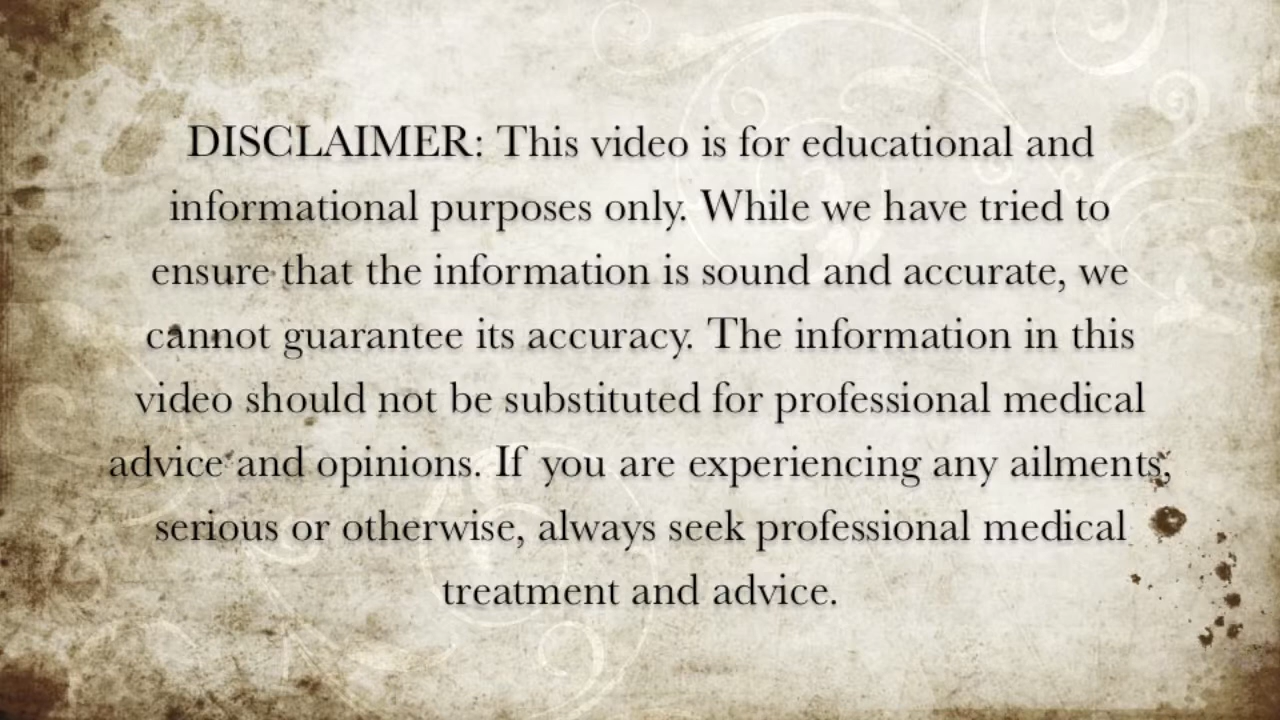 DISCLAIMER: This video is for educational and
informational purposes only. While we have tried to
ensure that the information is sound and accurate, we
cannot guarantee its accuracy. The information in this
video should not be substituted for professional medical
advice and opinions. If you are experiencing any ailments,
serious or otherwise, always seek professional medical
treatment and advice.